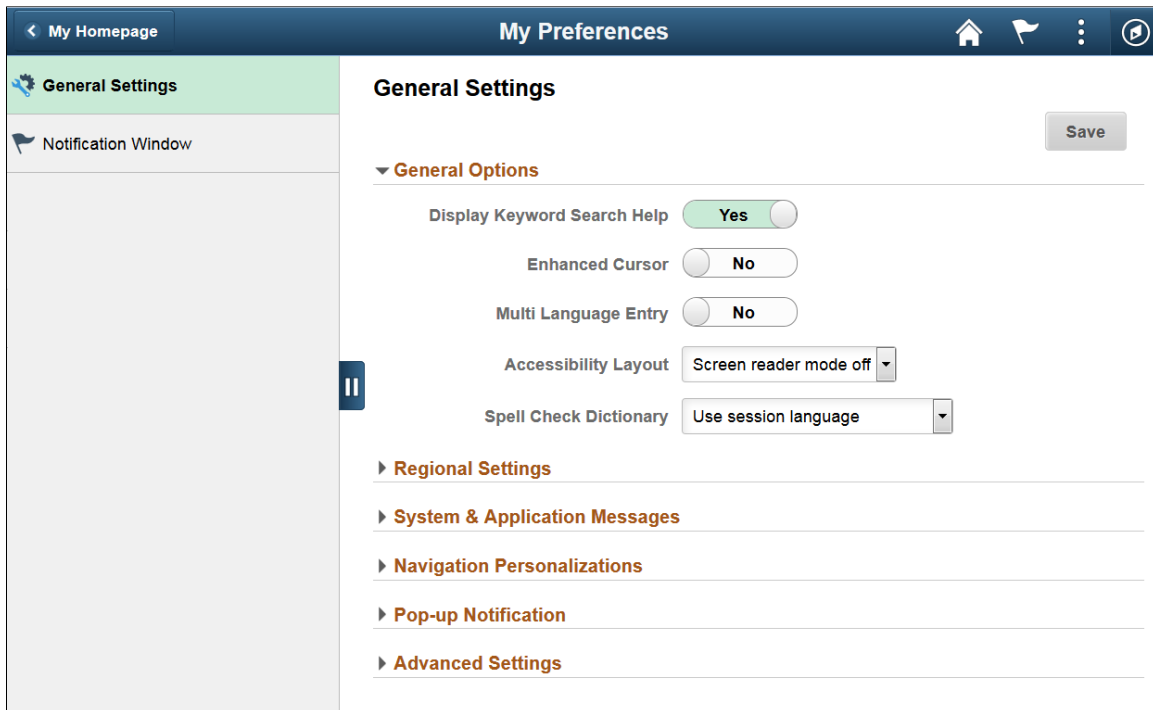 My Homepage
My Preferences
General Settings
Notification Window
General Settings
Save
General Options
Display Keyword Search Help Yes
Enhanced Cursor No
Multi Language Entry No
Accessibility Layout Screen reader mode off
Spell Check Dictionary Use session language
Regional Settings
System & Application Messages
Navigation Personalizations
Pop-up Notification
Advanced Settings